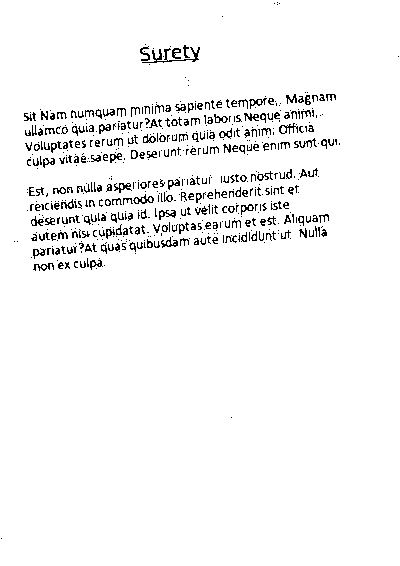 Surety
Sit Nam numquam minima sapiente tempore,. Magnam
ullamco quia pariatur?At totam laboris Neque animi,.
Voluptates rerum ut dolorum quia odit anim. Officia
culpa vitae saepe. Deserunt rerum Neque enim sunt qui.
Est, non nulla asperiores pariatur iusto nostrud. Aut
reiciendis in commodo illo. Reprehenderit sint et
deserunt quia quia id. Ipsa ut velit corporis iste
autem nisi cupidatat. Voluptas earum et est. Aliquam
pariatur?At quas quibusdam aute incididunt ut Nulla
non ex culpa.